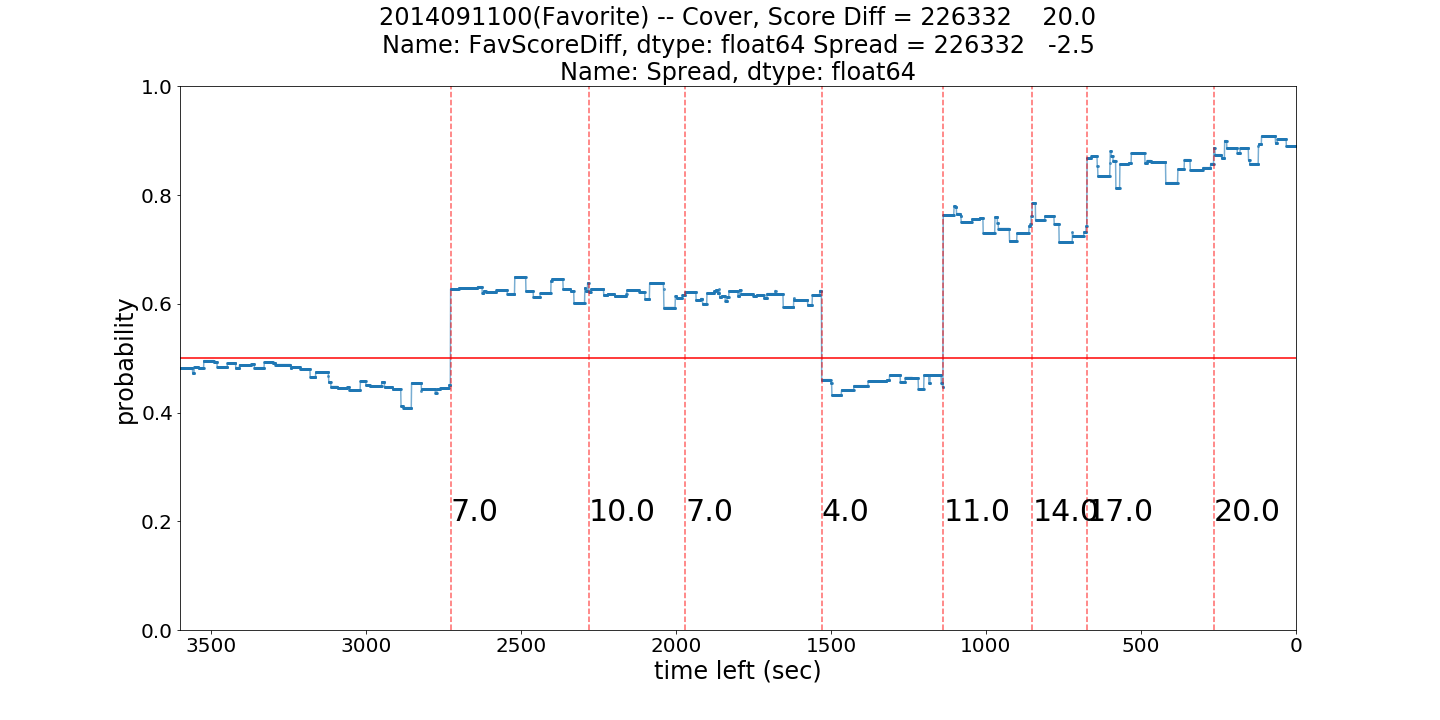 2014091100(Favorite) -- Cover, Score Diff = 226332    20.0
Name: FavScoreDiff, dtype: float64 Spread = 226332   -2.5
Name: Spread, dtype: float64
1.0
0.8
0.6
0.4
0.2
0.0
probability
7.0 10.0 7.0 4.0 11.0 14.0 17.0 20.0
3500 3000 2500 2000 1500 1000 500 0
time left (sec)